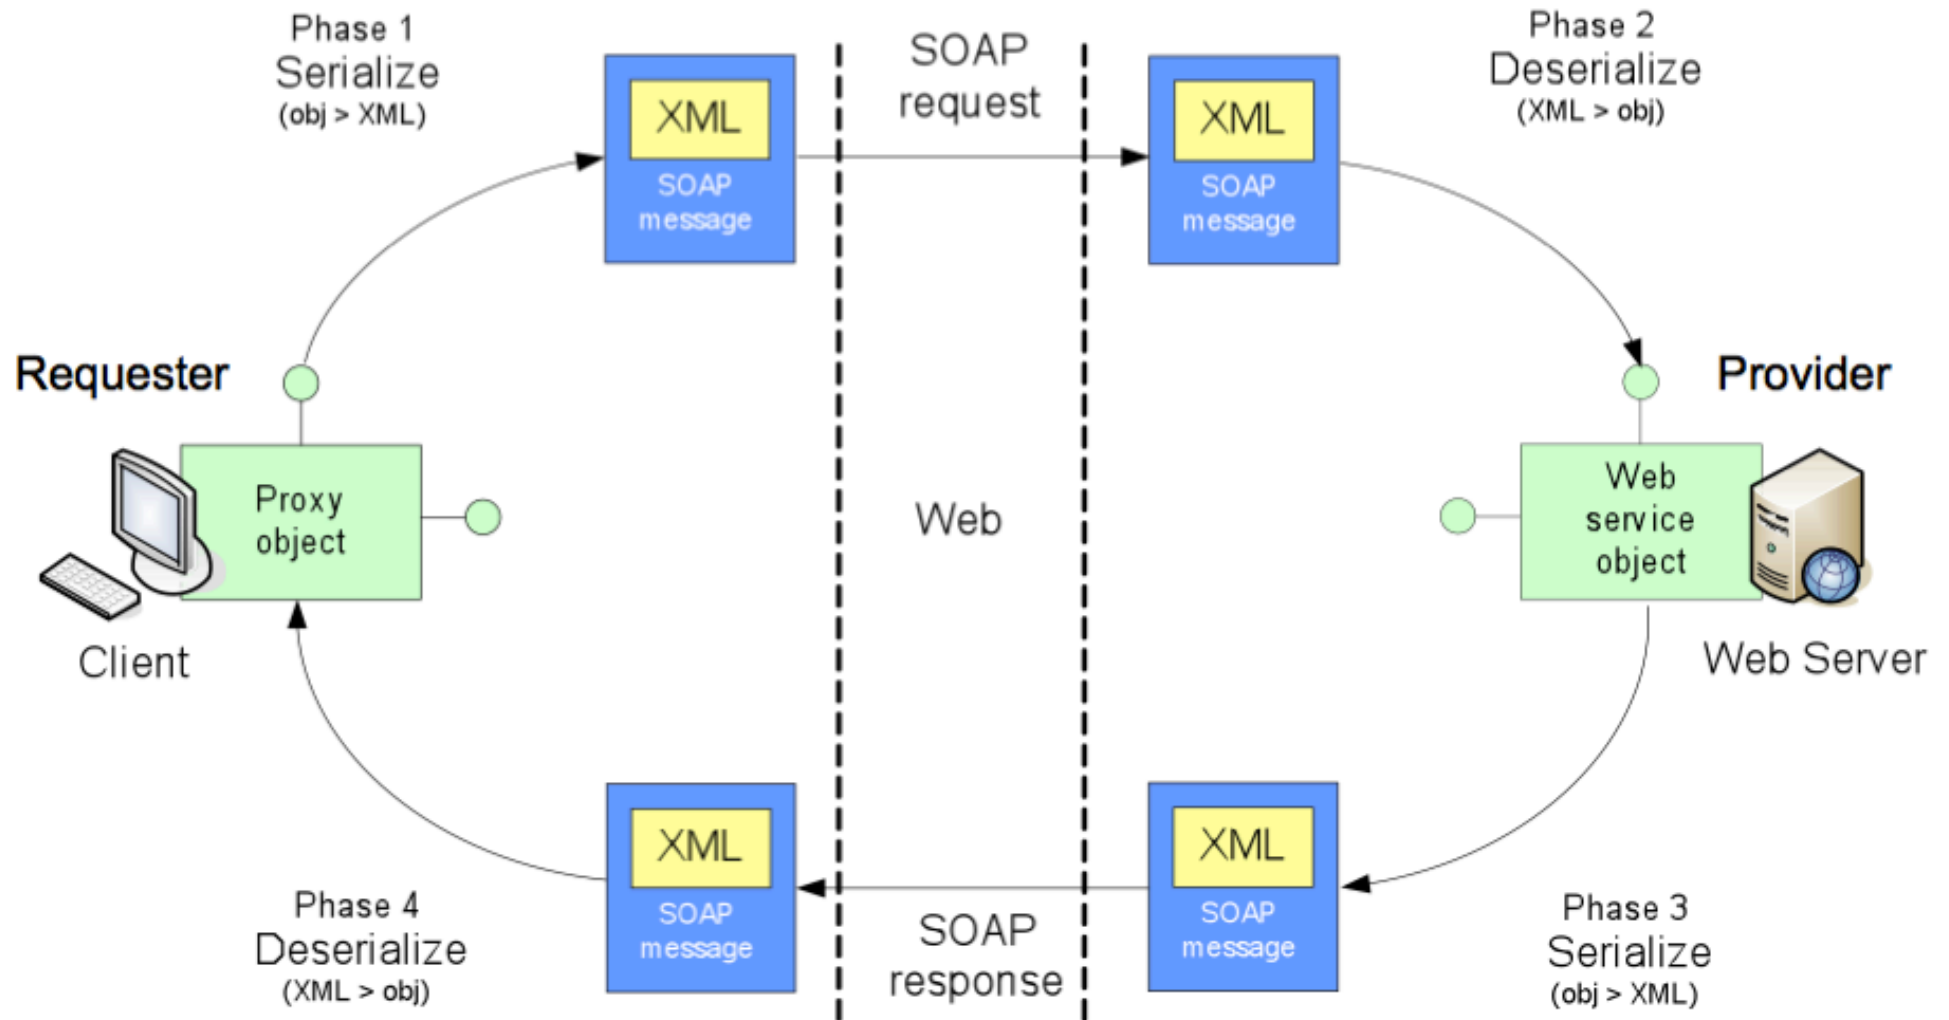 Phase 1
Serialize
(obj > XML)
XML
SOAP
message
SOAP
request
XML
SOAP
message
Phase 2
Deserialize
(XML > obj)
Requester
Provider
Proxy
object
Client
Web
Web
service
object
Web Server
Phase 4
Deserialize
(XML > obj)
XML
SOAP
message
SOAP
response
XML
SOAP
message
Phase 3
Serialize
(obj > XML)